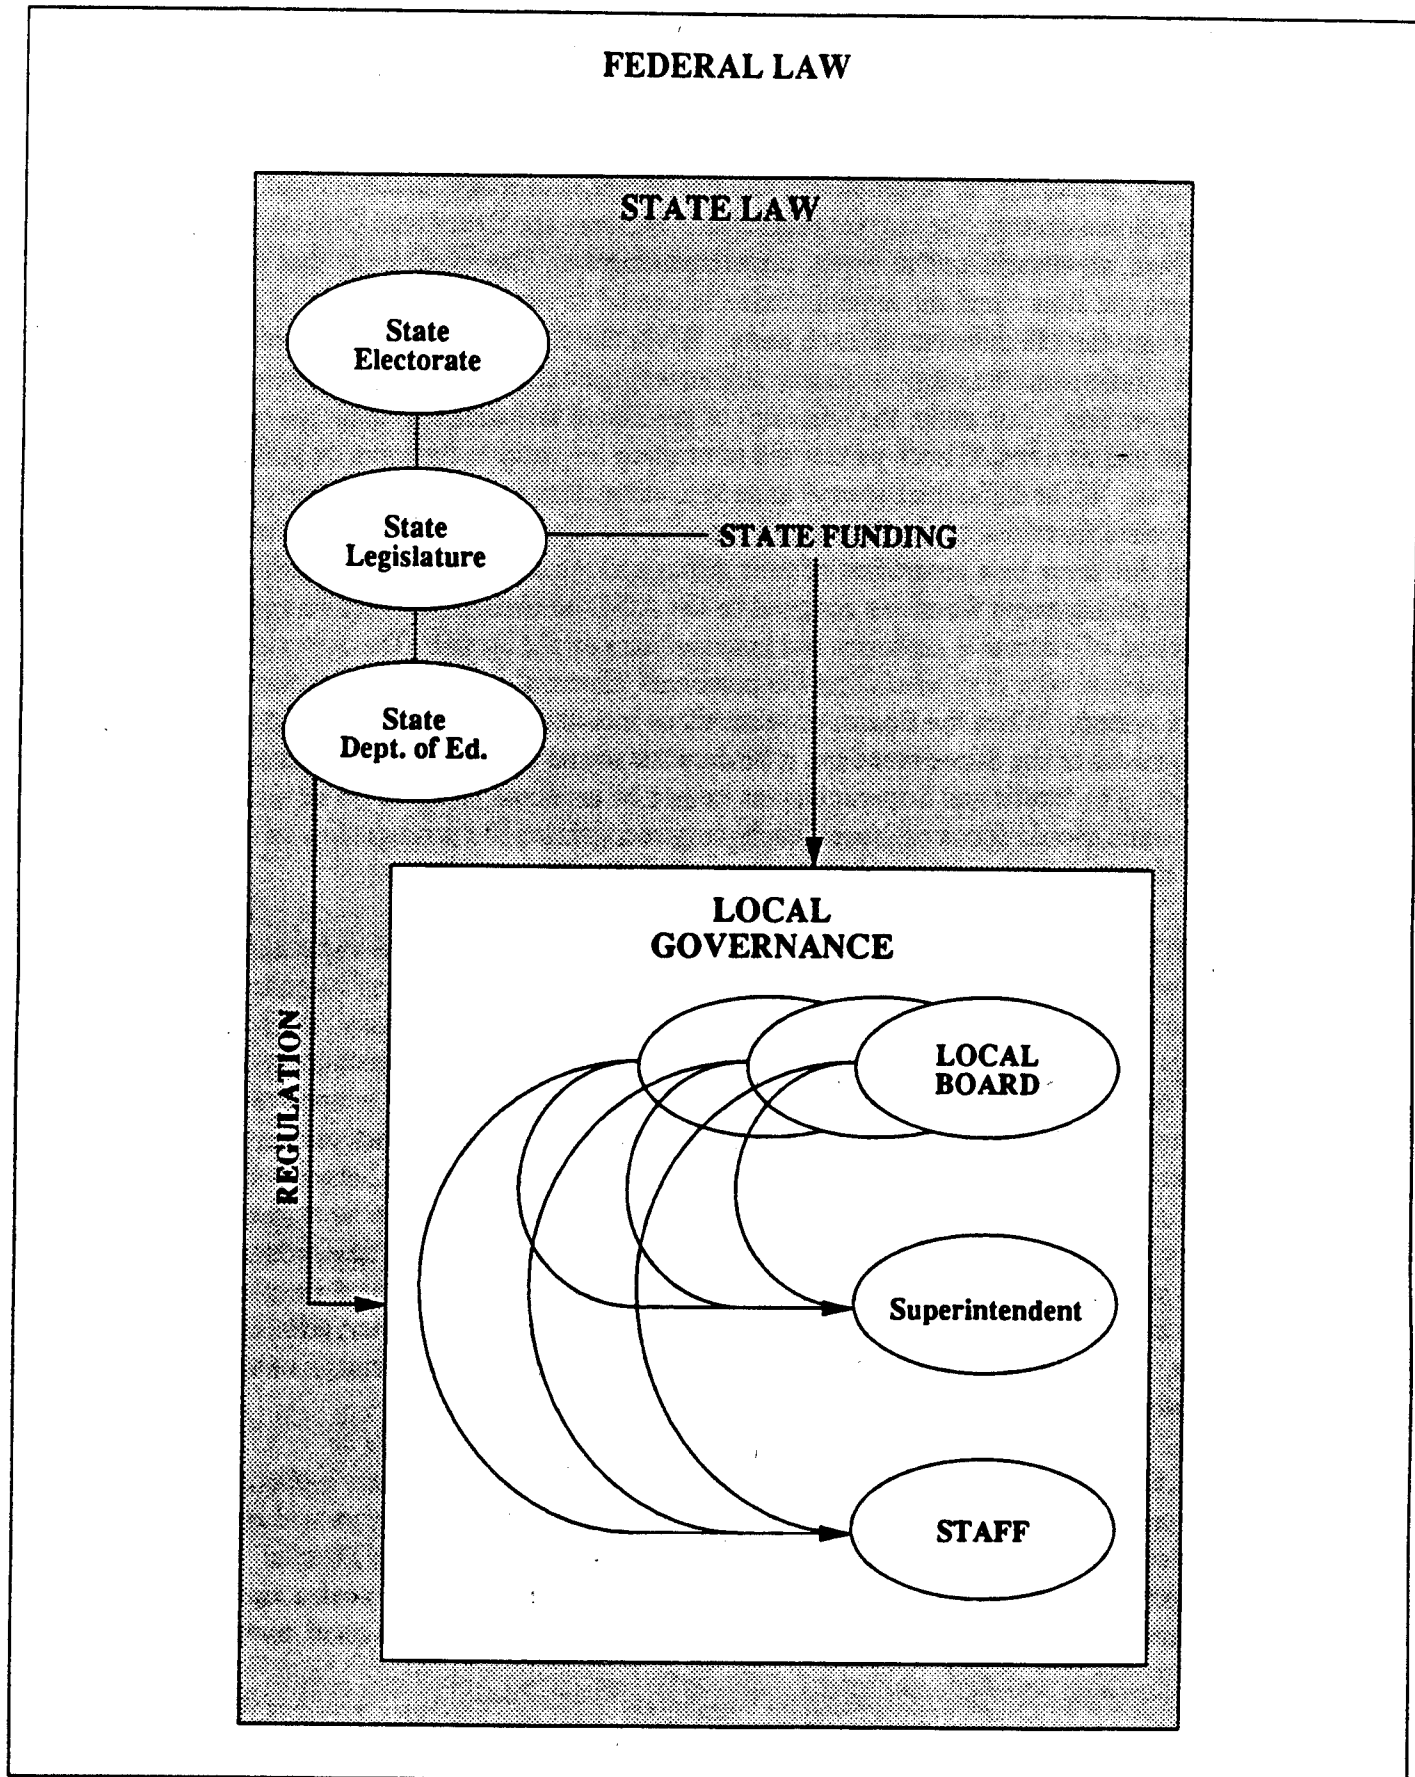 FEDERAL LAW
STATE LAW
State
Electorate
State
Legislature
STATE FUNDING
State
Dept. of Ed.
REGULATION
LOCAL
GOVERNANCE
LOCAL
BOARD
Superintendent
STAFF